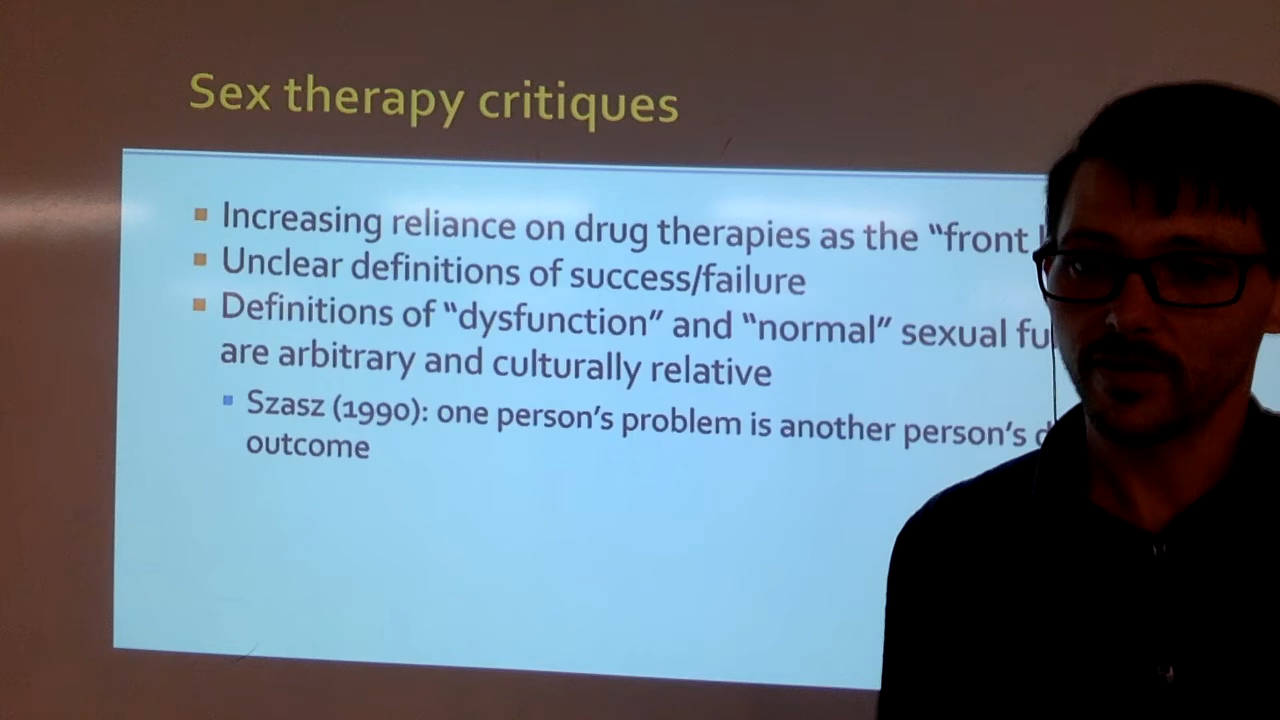 Sex therapy critiques
Increasing reliance on drug therapies as the “front
Unclear definitions of success/failure
Definitions of “dysfunction” and “normal” sexual fu
are arbitrary and culturally relative
Szasz (1990): one person’s problem is another person’s
outcome